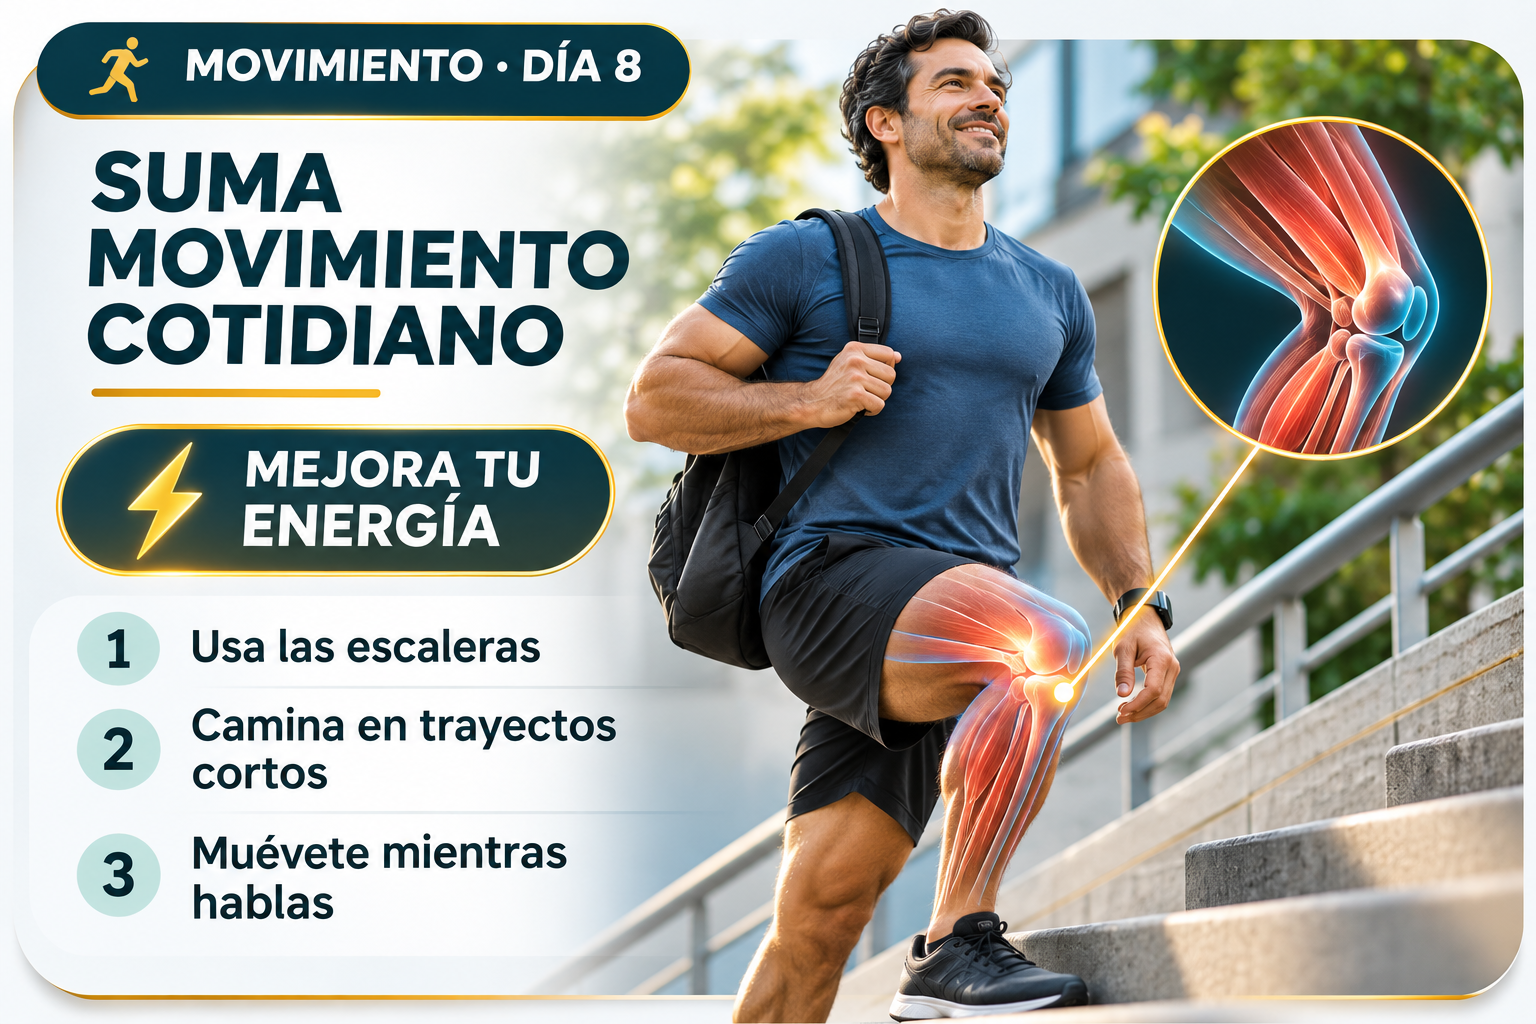 MOVIMIENTO · DÍA 8
SUMA
MOVIMIENTO
COTIDIANO
MEJORA TU
ENERGÍA
1 Usa las escaleras
2 Camina en trayectos
cortos
3 Muévete mientras
hablas